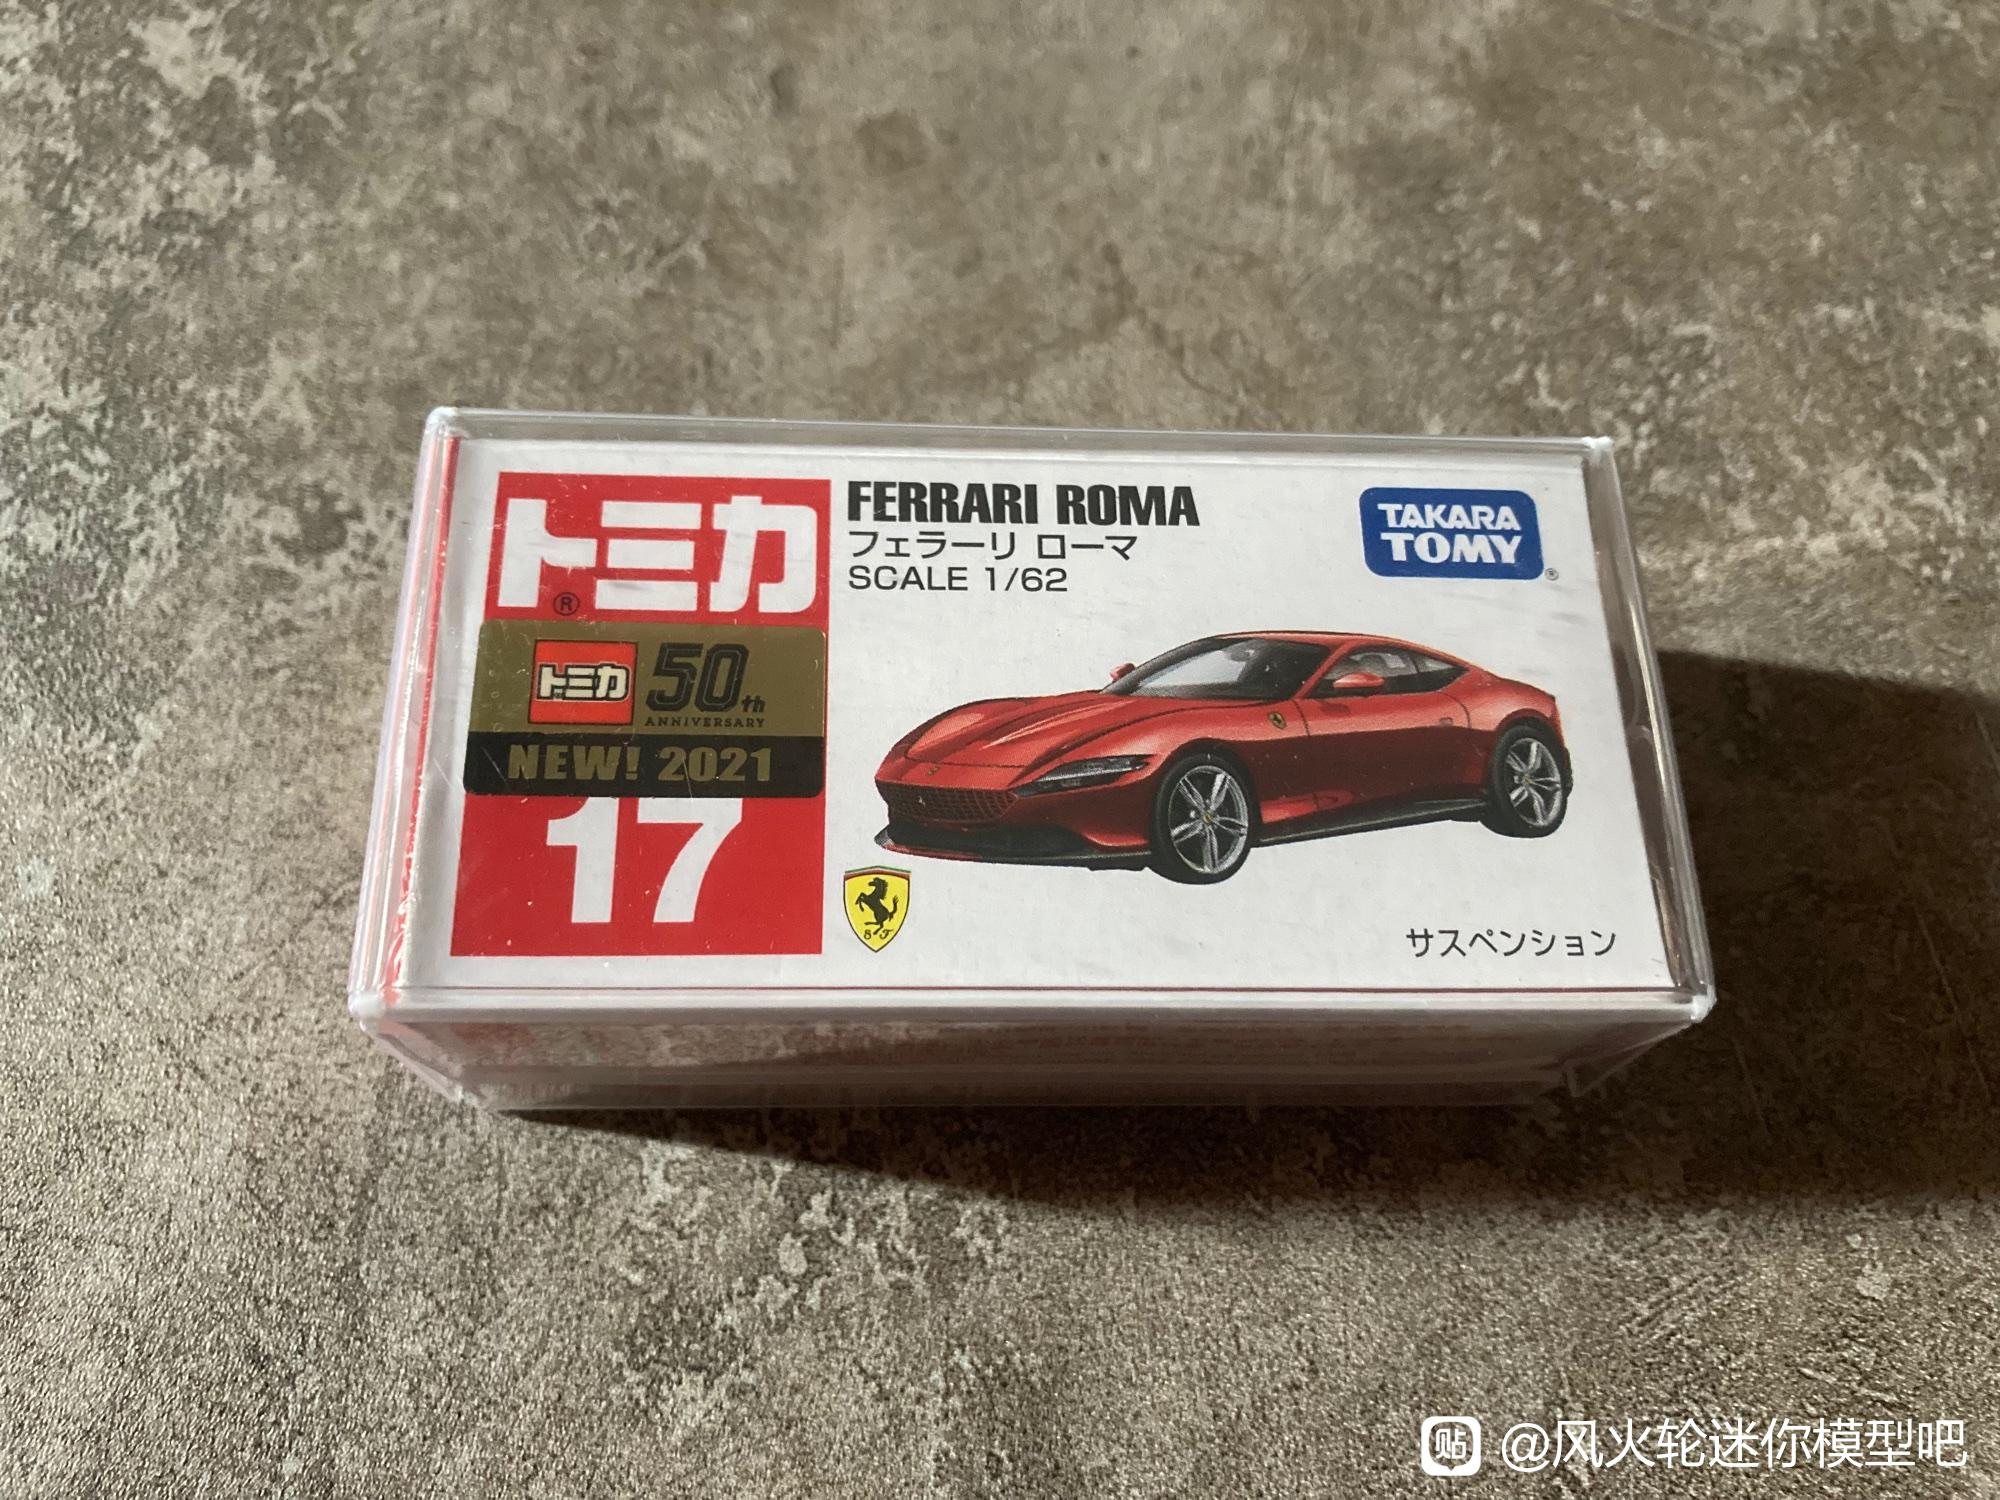 トミカ
®
FERRARI ROMA
フェラーリ ローマ
SCALE 1/62
TAKARA
TOMY
®
トミカ
50th
ANNIVERSARY
NEW! 2021
17
S F
サスペンション
贴 @风火轮迷你模型吧